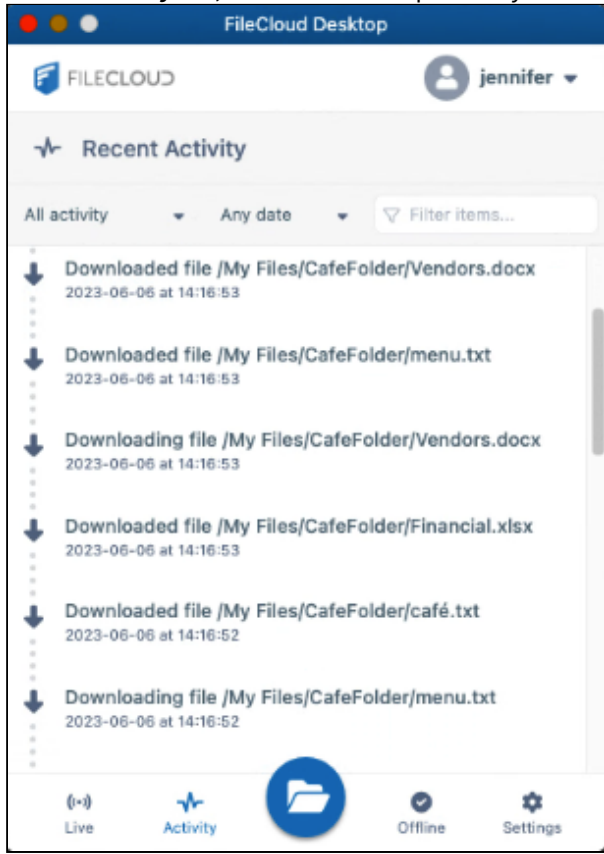 FileCloud Desktop
FILECLOUD
jennifer
Recent Activity
All activity Any date Filter items...
Downloaded file /My Files/CafeFolder/Vendors.docx
2023-06-06 at 14:16:53
Downloaded file /My Files/CafeFolder/menu.txt
2023-06-06 at 14:16:53
Downloading file /My Files/CafeFolder/Vendors.docx
2023-06-06 at 14:16:53
Downloaded file /My Files/CafeFolder/Financial.xlsx
2023-06-06 at 14:16:53
Downloaded file /My Files/CafeFolder/café.txt
2023-06-06 at 14:16:52
Downloading file /My Files/CafeFolder/menu.txt
2023-06-06 at 14:16:52
Live Activity Offline Settings